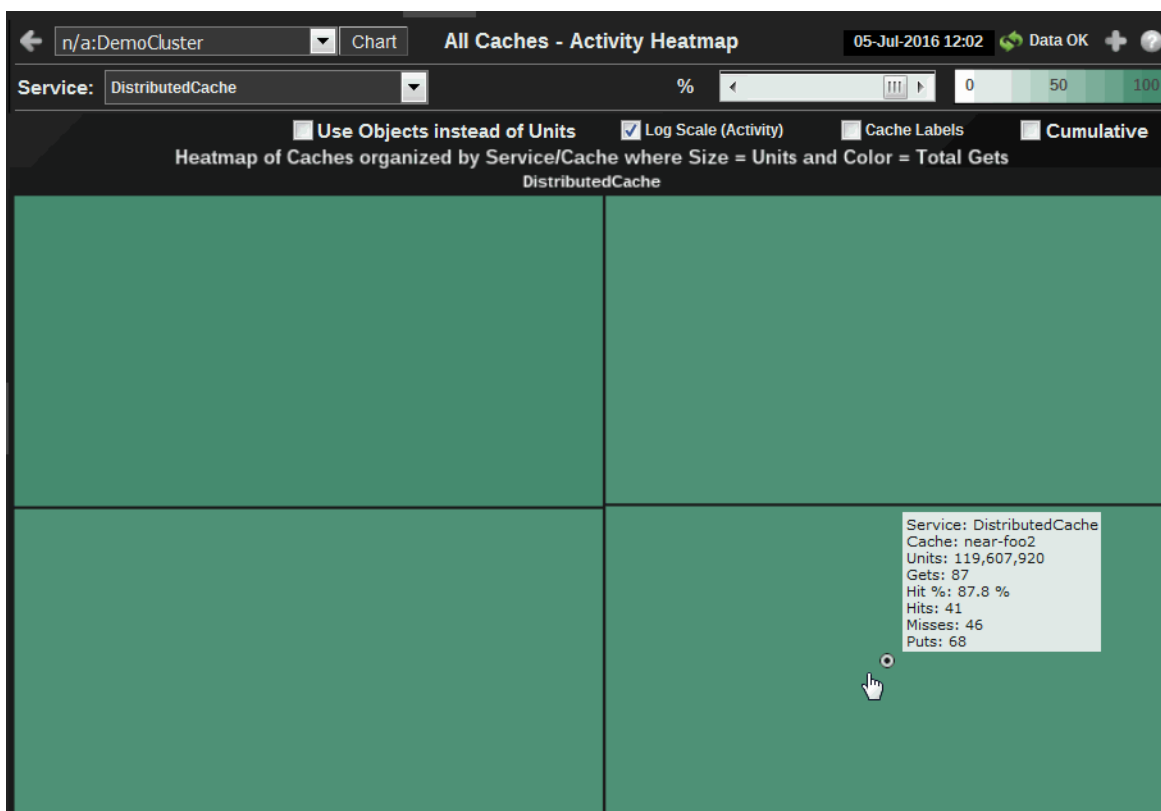 n/a:DemoCluster Chart All Caches - Activity Heatmap 05-Jul-2016 12:02 Data OK
Service: DistributedCache % 0 50 100
Use Objects instead of Units Log Scale (Activity) Cache Labels Cumulative
Heatmap of Caches organized by Service/Cache where Size = Units and Color = Total Gets
DistributedCache
Service: DistributedCache
Cache: near-foo2
Units: 119,607,920
Gets: 87
Hit %: 87.8 %
Hits: 41
Misses: 46
Puts: 68